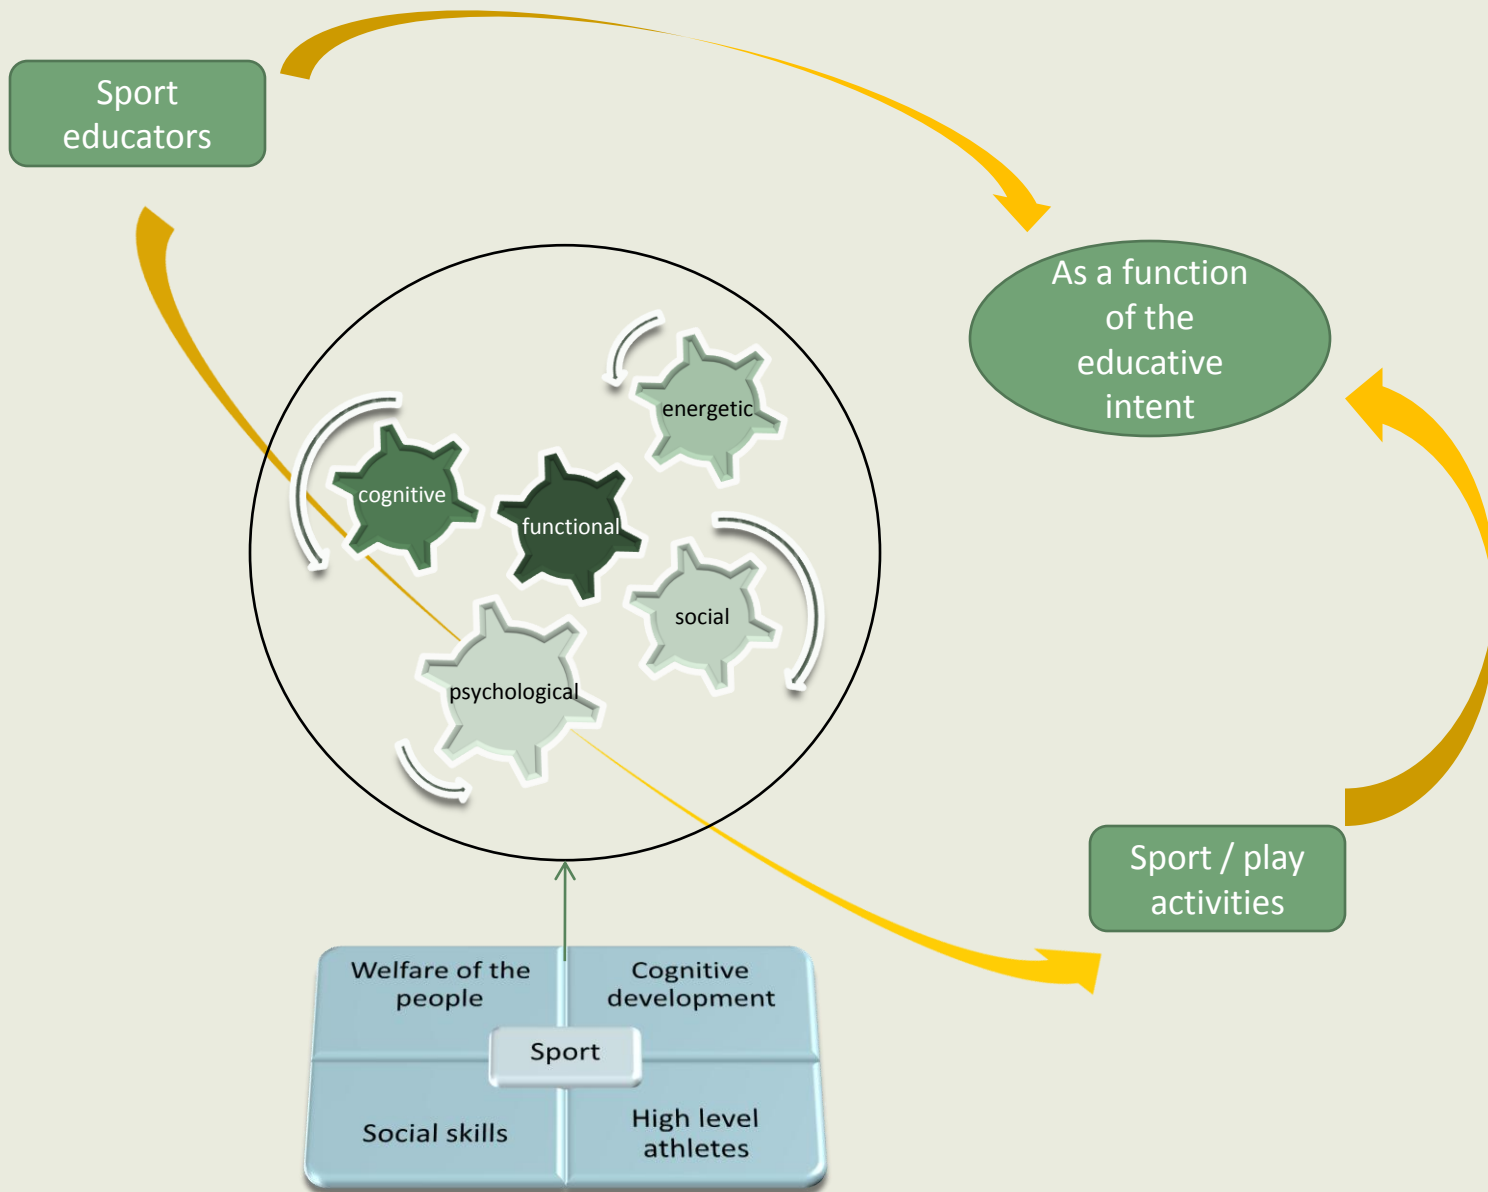 Sport
educators
As a function
of the
educative
intent
energetic
cognitive
functional
social
psychological
Sport / play
activities
Welfare of the
people
Cognitive
development
Sport
Social skills
High level
athletes